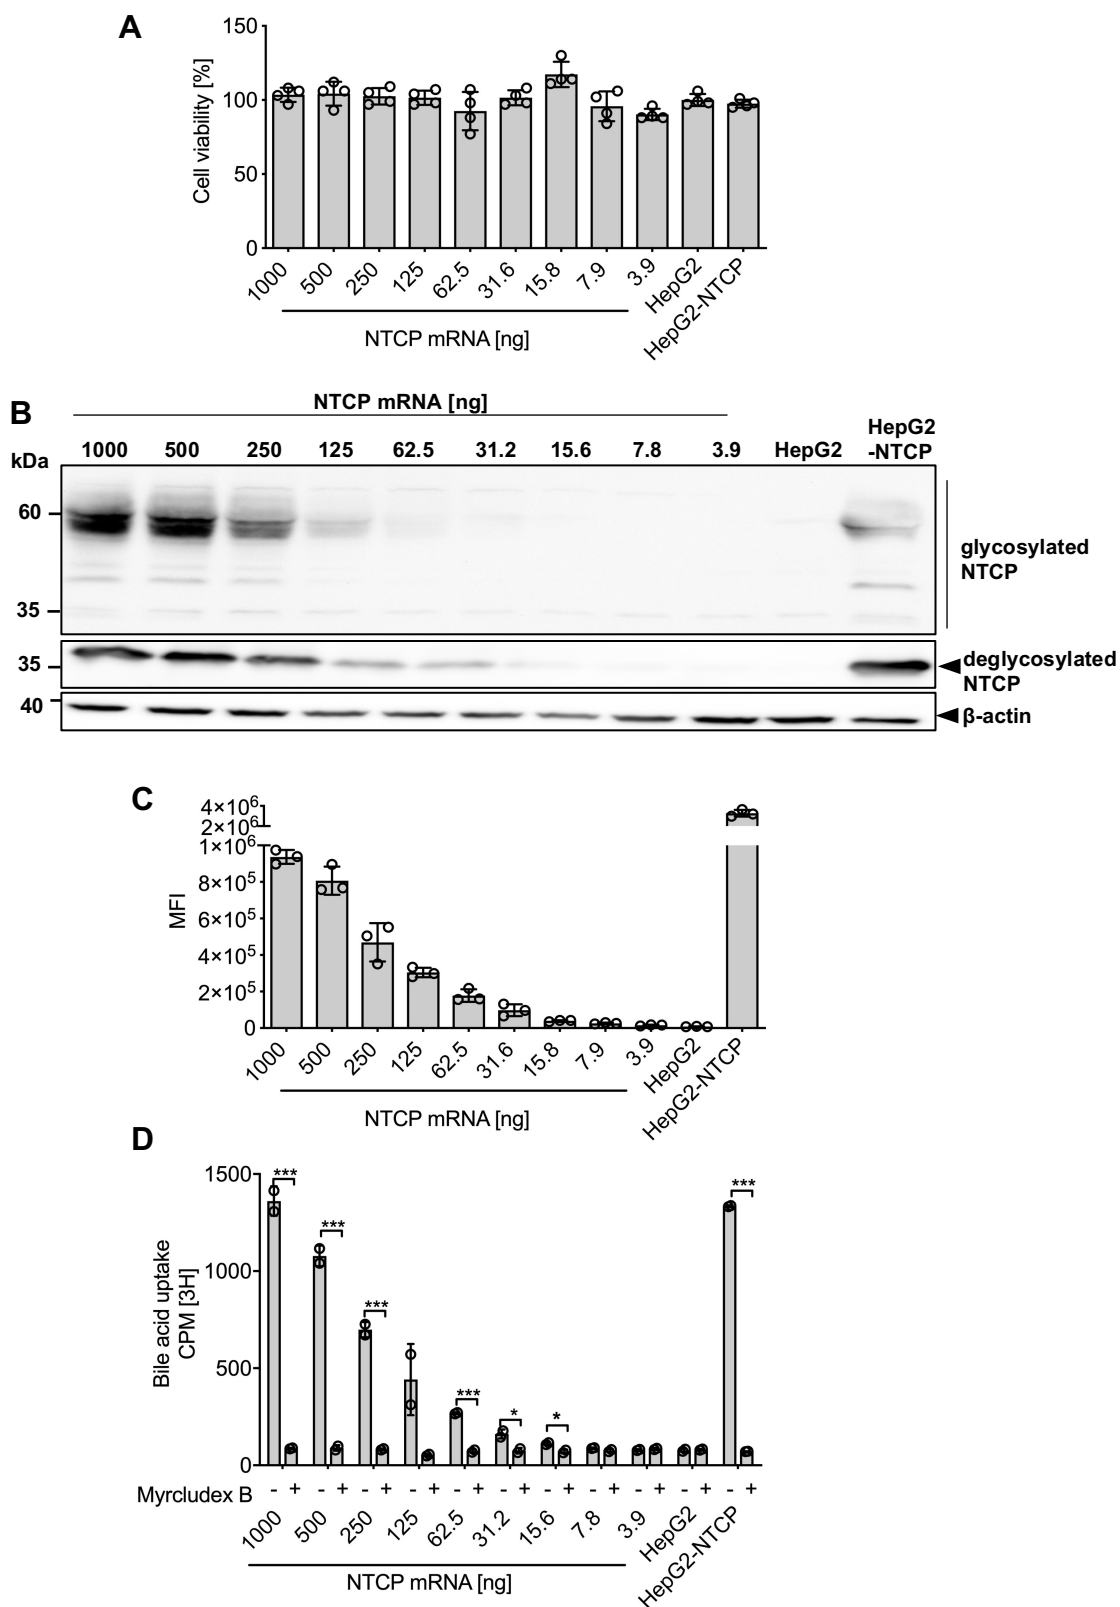 A
150
100
50
0
Cell viability [%]
1000 500 250 125 62.5 31.6 15.8 7.9 3.9 HepG2 HepG2-NTCP
NTCP mRNA [ng]
B
NTCP mRNA [ng]
HepG2
-NTCP
kDa 1000 500 250 125 62.5 31.2 15.6 7.8 3.9 HepG2
60
glycosylated
NTCP
35
35
deglycosylated
NTCP
40
β-actin
C
4×10⁶
2×10⁶
1×10⁶
8×10⁵
6×10⁵
4×10⁵
2×10⁵
0
MFI
1000 500 250 125 62.5 31.6 15.8 7.9 3.9 HepG2 HepG2-NTCP
NTCP mRNA [ng]
D
1500
1000
500
0
Bile acid uptake
CPM [3H]
*** *** *** *** * * ***
Myrcludex B - + - + - + - + - + - + - + - + - + - + - +
1000 500 250 125 62.5 31.2 15.6 7.8 3.9 HepG2 HepG2-NTCP
NTCP mRNA [ng]